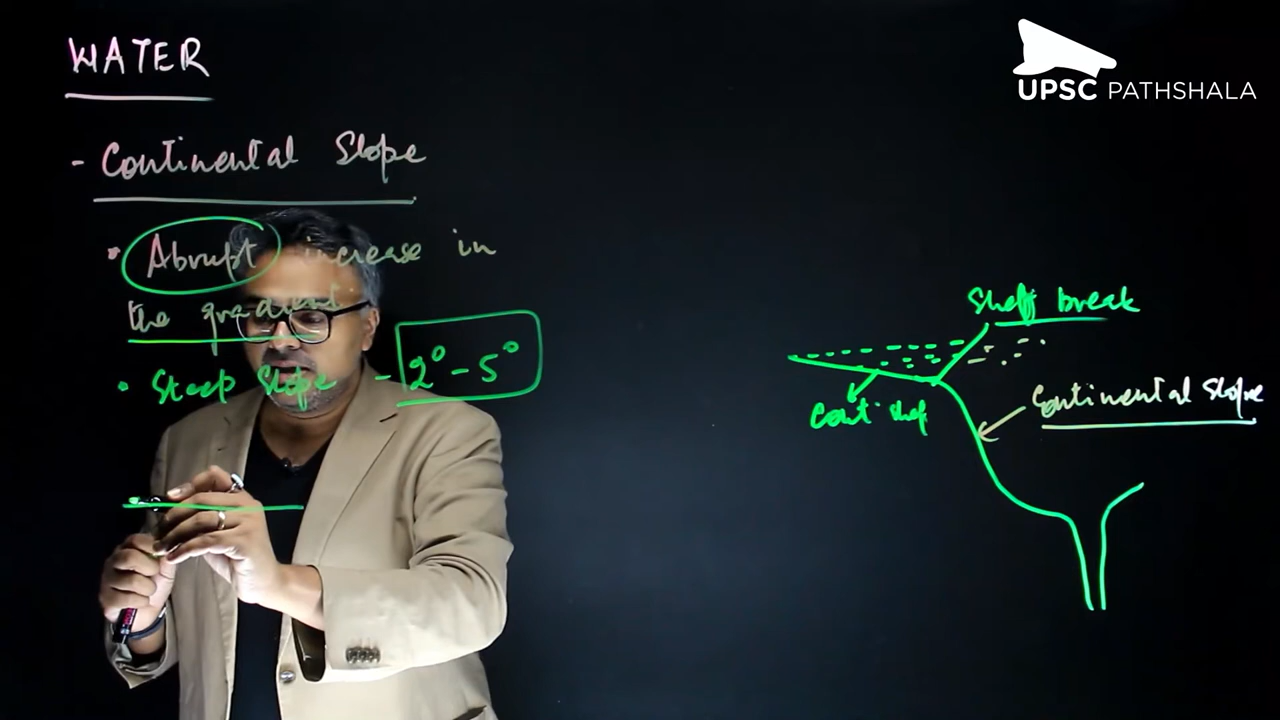 WATER
UPSC PATHSHALA
- Continental Slope
• Abrupt increase in
the gradient.
• Steep Slope - 2° - 5°
Shelf break
Continental Slope
Cont shef